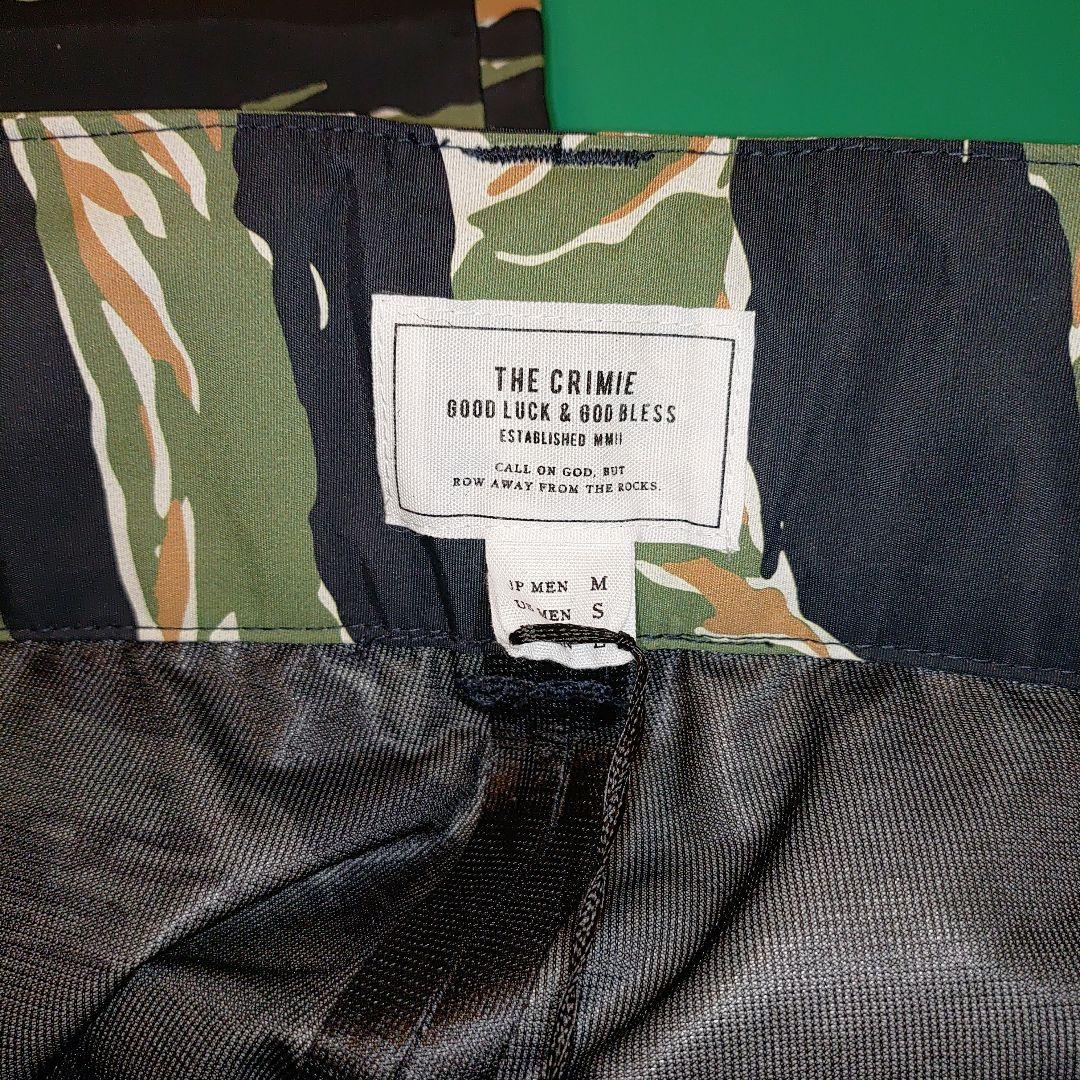 THE CRIMIE
GOOD LUCK & GOD BLESS
ESTABLISHED MMII
CALL ON GOD, BUT
ROW AWAY FROM THE ROCKS.
JP MEN M
MEN S